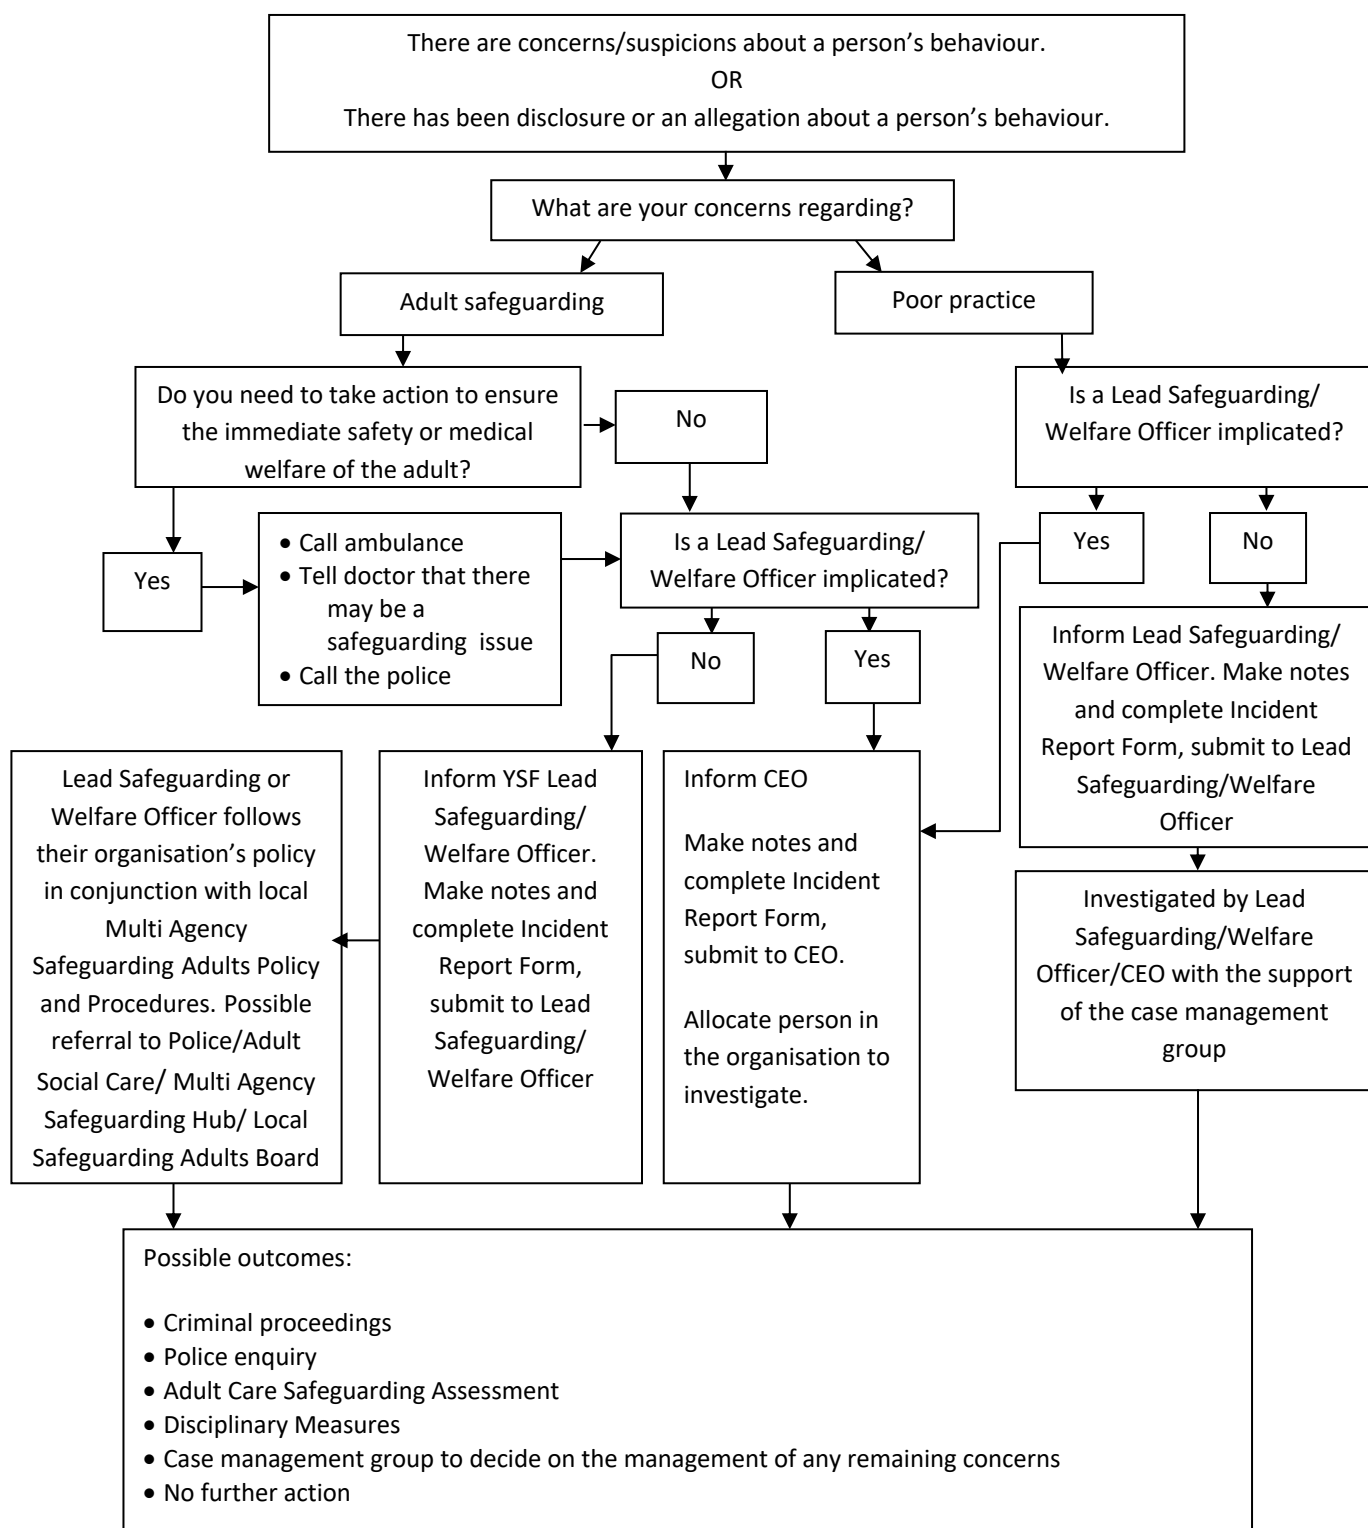 There are concerns/suspicions about a person’s behaviour.
OR
There has been disclosure or an allegation about a person’s behaviour.
What are your concerns regarding?
Adult safeguarding
Poor practice
Do you need to take action to ensure
the immediate safety or medical
welfare of the adult?
No
Is a Lead Safeguarding/
Welfare Officer implicated?
Yes
• Call ambulance
• Tell doctor that there
may be a
safeguarding issue
• Call the police
Is a Lead Safeguarding/
Welfare Officer implicated?
Yes
No
No
Yes
Inform Lead Safeguarding/
Welfare Officer. Make notes
and complete Incident
Report Form, submit to Lead
Safeguarding/Welfare
Officer
Lead Safeguarding or
Welfare Officer follows
their organisation’s policy
in conjunction with local
Multi Agency
Safeguarding Adults Policy
and Procedures. Possible
referral to Police/Adult
Social Care/ Multi Agency
Safeguarding Hub/ Local
Safeguarding Adults Board
Inform YSF Lead
Safeguarding/
Welfare Officer.
Make notes and
complete Incident
Report Form,
submit to Lead
Safeguarding/
Welfare Officer
Inform CEO
Make notes and
complete Incident
Report Form,
submit to CEO.
Allocate person in
the organisation to
investigate.
Investigated by Lead
Safeguarding/Welfare
Officer/CEO with the support
of the case management
group
Possible outcomes:
• Criminal proceedings
• Police enquiry
• Adult Care Safeguarding Assessment
• Disciplinary Measures
• Case management group to decide on the management of any remaining concerns
• No further action